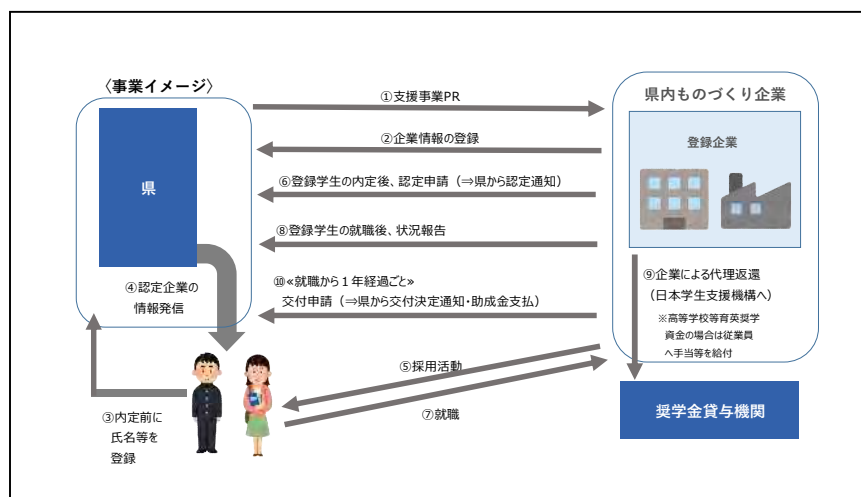 〈事業イメージ〉
県
①支援事業PR
②企業情報の登録
⑥登録学生の内定後、認定申請（⇒県から認定通知）
⑧登録学生の就職後、状況報告
⑩≪就職から１年経過ごと≫
交付申請（⇒県から交付決定通知・助成金支払）
県内ものづくり企業
登録企業
④認定企業の
情報発信
⑨企業による代理返還
（日本学生支援機構へ）
※高等学校等育英奨学
資金の場合は従業員
へ手当等を給付
⑤採用活動
⑦就職
③内定前に
氏名等を
登録
奨学金貸与機関